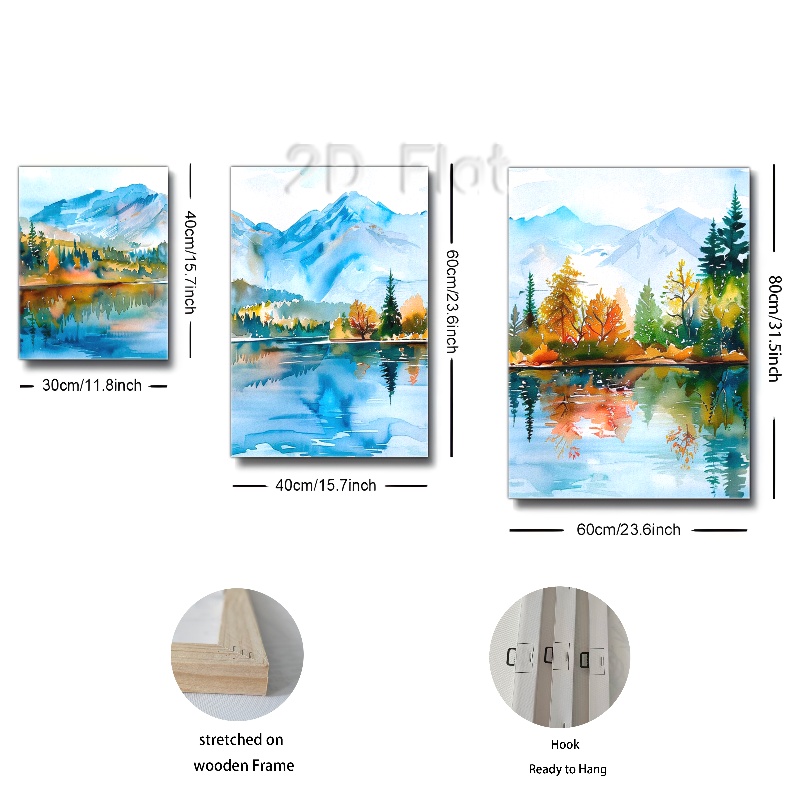 2D Flat
40cm/15.7inch
30cm/11.8inch
60cm/23.6inch
40cm/15.7inch
80cm/31.5inch
60cm/23.6inch
stretched on
wooden Frame
Hook
Ready to Hang